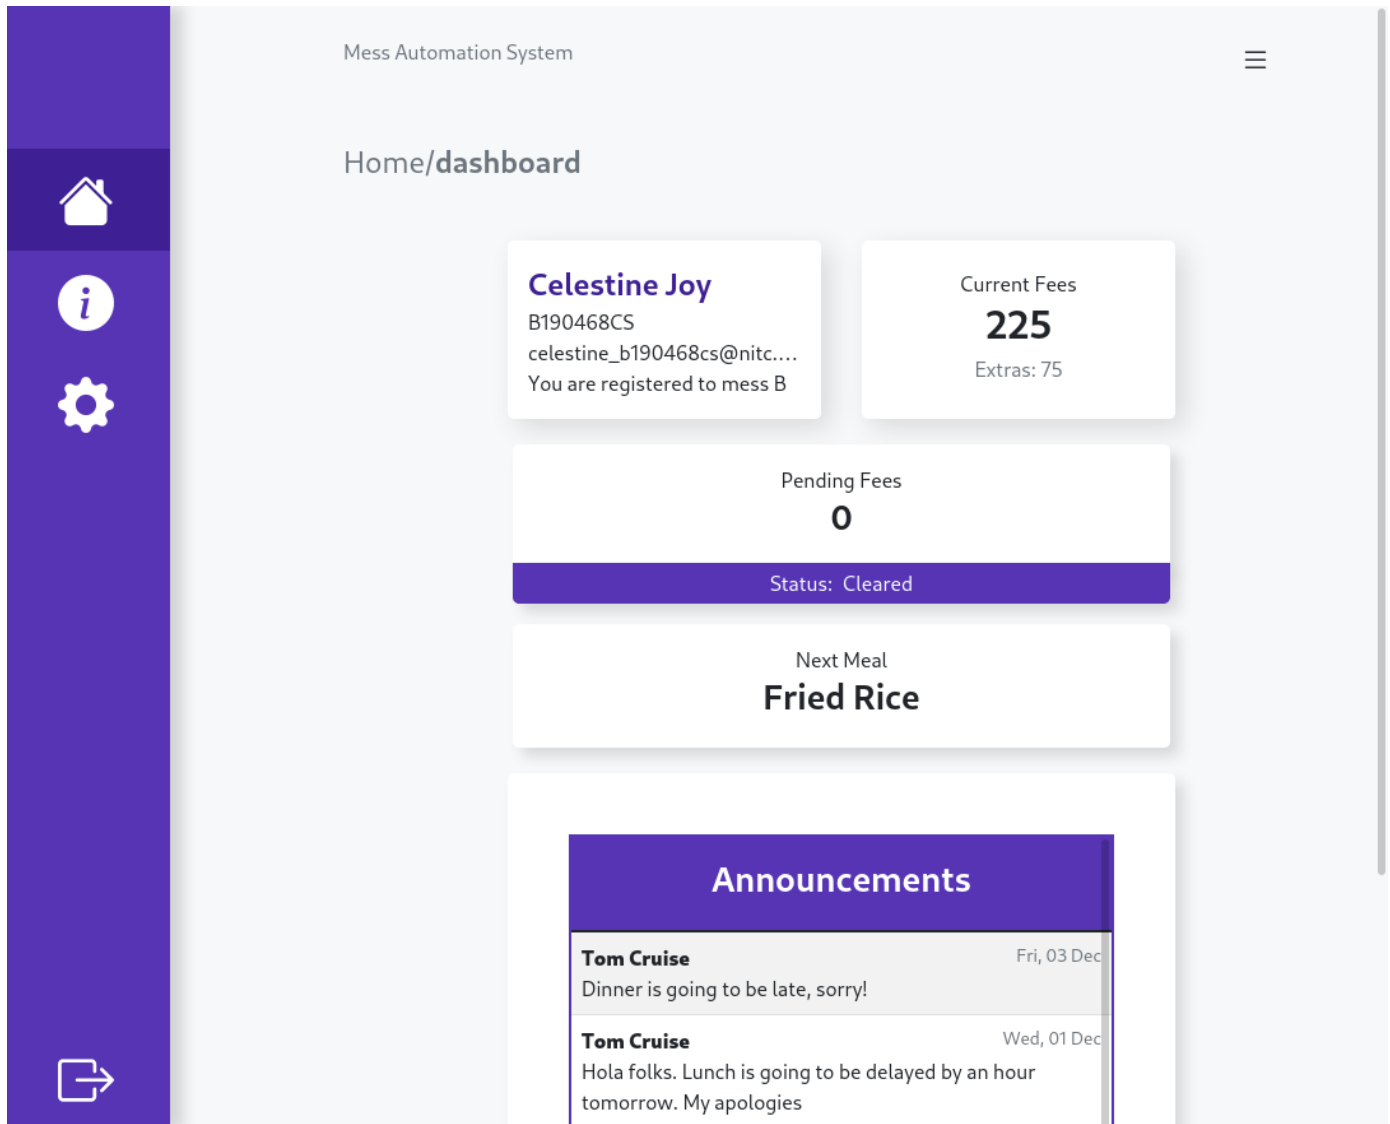 Mess Automation System
Home/dashboard
Celestine Joy
B190468CS
celestine_b190468cs@nitc....
You are registered to mess B
Current Fees
225
Extras: 75
Pending Fees
0
Status: Cleared
Next Meal
Fried Rice
Announcements
Tom Cruise Fri, 03 Dec
Dinner is going to be late, sorry!
Tom Cruise Wed, 01 Dec
Hola folks. Lunch is going to be delayed by an hour
tomorrow. My apologies